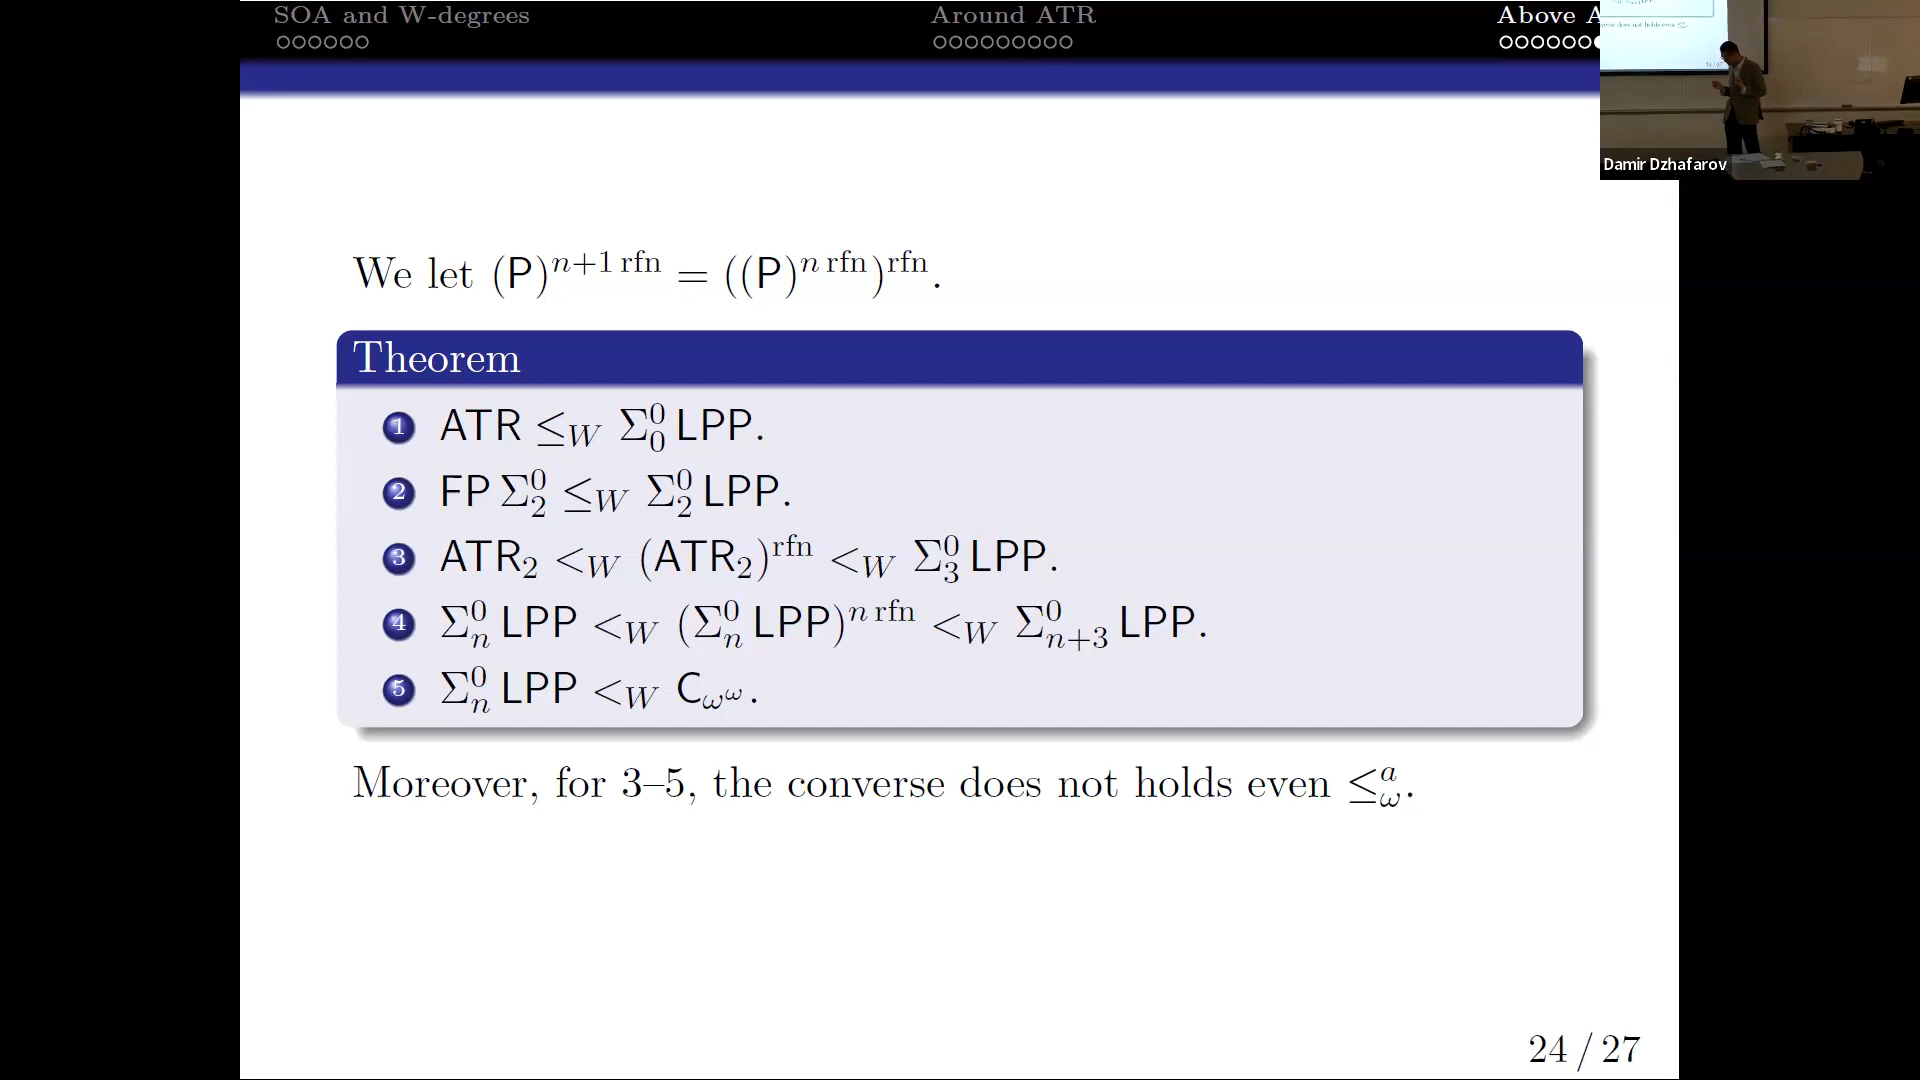 SOA and W-degrees Around ATR Above A
We let (P)^{n+1 rfn} = ((P)^{n rfn})^{rfn}.
Theorem
1 ATR ≤_W Σ^0_0 LPP.
2 FP Σ^0_2 ≤_W Σ^0_2 LPP.
3 ATR_2 <_W (ATR_2)^{rfn} <_W Σ^0_3 LPP.
4 Σ^0_n LPP <_W (Σ^0_n LPP)^{n rfn} <_W Σ^0_{n+3} LPP.
5 Σ^0_n LPP <_W C_{ω^ω}.
Moreover, for 3–5, the converse does not holds even ≤^a_ω.
24 / 27
Damir Dzhafarov